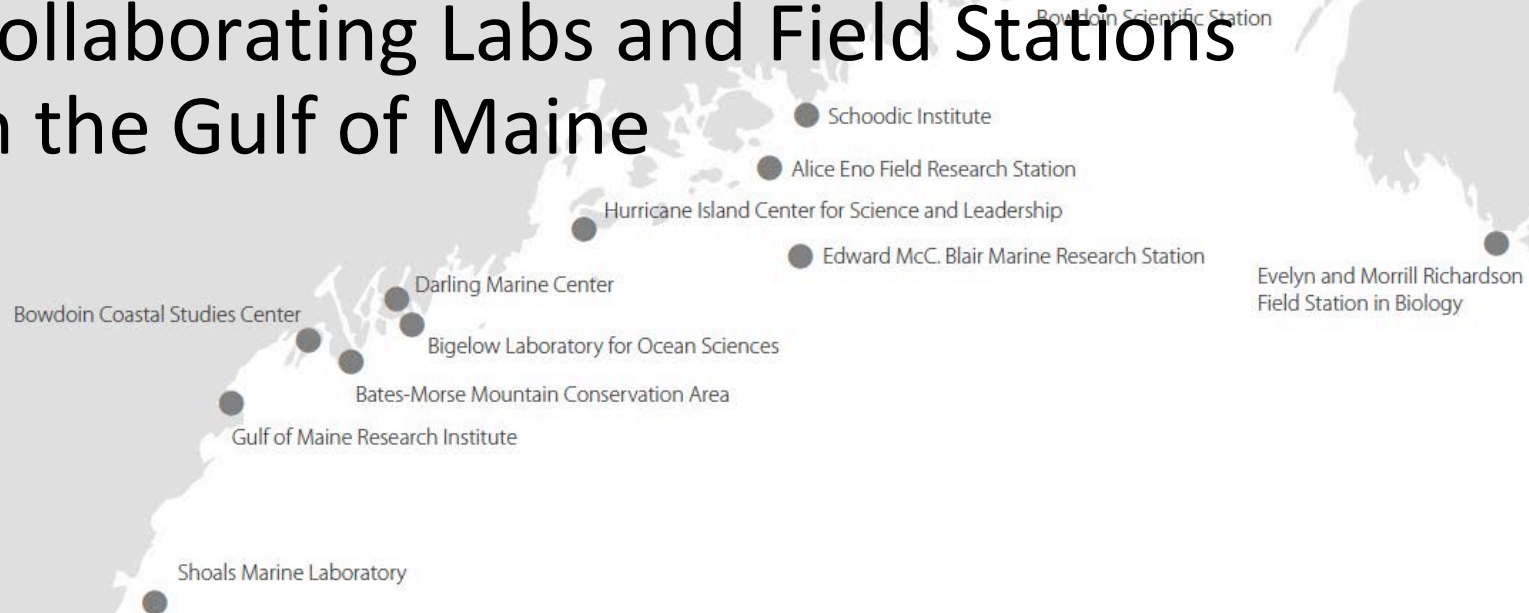 ollaborating Labs and Field Stations
Bowdoin Scientific Station
the Gulf of Maine
Schoodic Institute
Alice Eno Field Research Station
Hurricane Island Center for Science and Leadership
Edward McC. Blair Marine Research Station
Evelyn and Morrill Richardson
Field Station in Biology
Darling Marine Center
Bowdoin Coastal Studies Center
Bigelow Laboratory for Ocean Sciences
Bates-Morse Mountain Conservation Area
Gulf of Maine Research Institute
Shoals Marine Laboratory